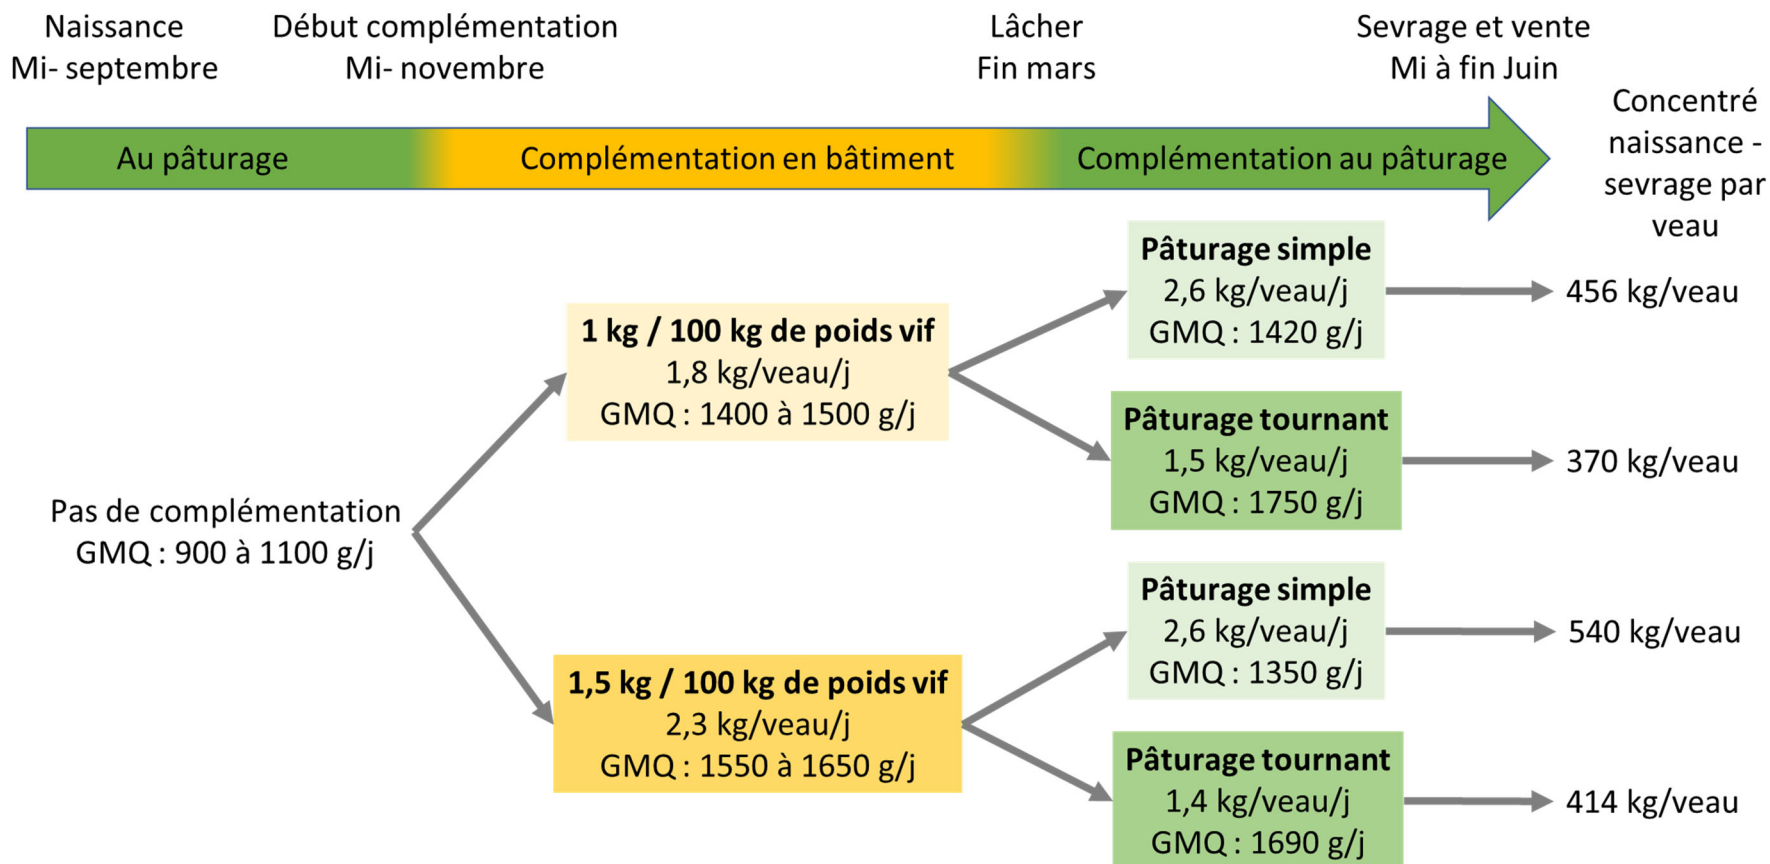 Naissance
Mi- septembre
Début complémentation
Mi- novembre
Lâcher
Fin mars
Sevrage et vente
Mi à fin Juin
Concentré
naissance -
sevrage par
veau
Au pâturage
Complémentation en bâtiment
Complémentation au pâturage
Pas de complémentation
GMQ : 900 à 1100 g/j
1 kg / 100 kg de poids vif
1,8 kg/veau/j
GMQ : 1400 à 1500 g/j
1,5 kg / 100 kg de poids vif
2,3 kg/veau/j
GMQ : 1550 à 1650 g/j
Pâturage simple
2,6 kg/veau/j
GMQ : 1420 g/j
456 kg/veau
Pâturage tournant
1,5 kg/veau/j
GMQ : 1750 g/j
370 kg/veau
Pâturage simple
2,6 kg/veau/j
GMQ : 1350 g/j
540 kg/veau
Pâturage tournant
1,4 kg/veau/j
GMQ : 1690 g/j
414 kg/veau